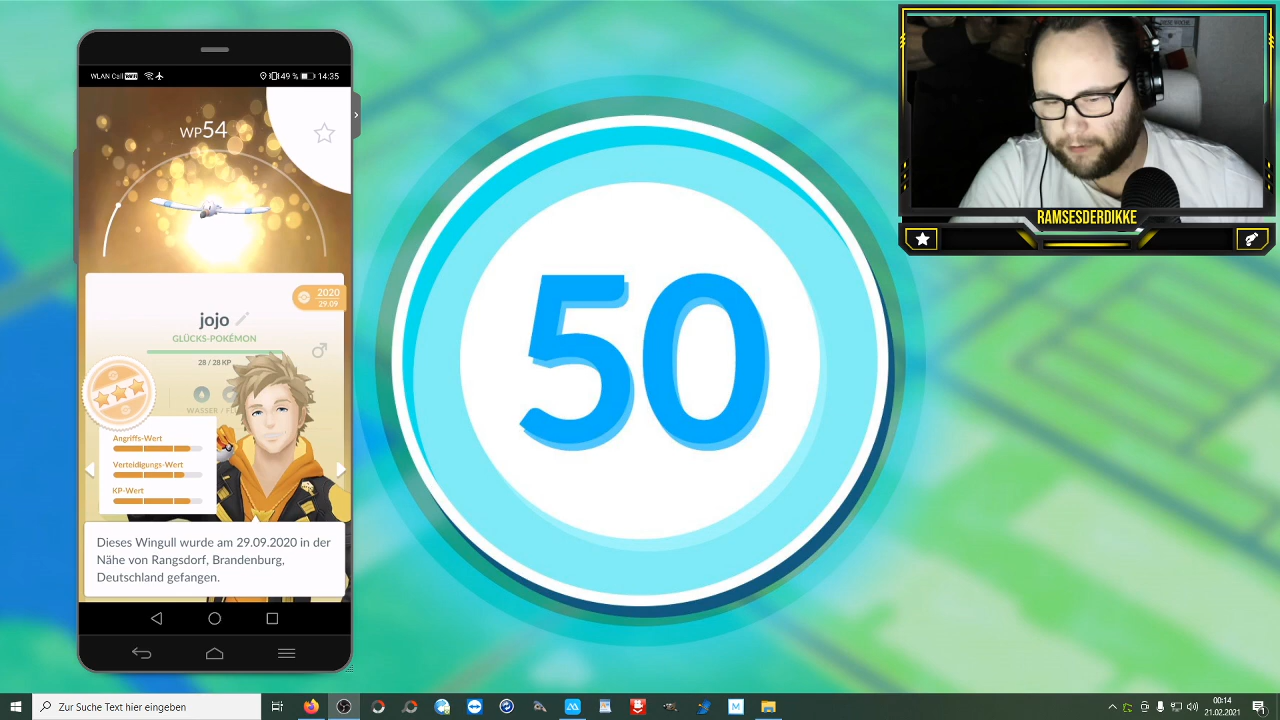 WLAN Call WiFi
49 % 14:35
WP54
2020
29.09
jojo
GLÜCKS-POKÉMON
28 / 28 KP
WASSER / FL
Angriffs-Wert
Verteidigungs-Wert
KP-Wert
Dieses Wingull wurde am 29.09.2020 in der
Nähe von Rangsdorf, Brandenburg,
Deutschland gefangen.
50
RAMSESDERDIKKE
Zur Suche Text hier eingeben
M
00:14
21.02.2021